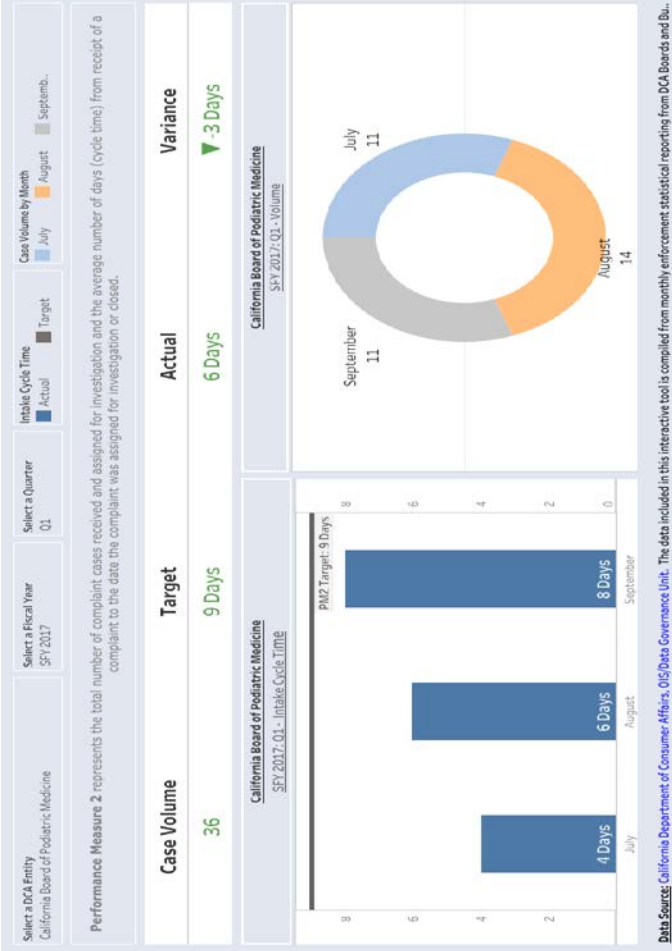 Select a DCA Entity
California Board of Podiatric Medicine
Select a Fiscal Year
SFY 2017
Select a Quarter
Q1
Intake Cycle Time
Actual
Target
Case Volume by Month
July
August
Septemb..
Performance Measure 2 represents the total number of complaint cases received and assigned for investigation and the average number of days (cycle time) from receipt of a
complaint to the date the complaint was assigned for investigation or closed.
Case Volume
Target
Actual
Variance
36
9 Days
6 Days
▼ -3 Days
California Board of Podiatric Medicine
SFY 2017: Q1 - Intake Cycle Time
8
6
4
2
PM2 Target: 9 Days
4 Days
6 Days
8 Days
8
6
4
2
0
July
August
September
California Board of Podiatric Medicine
SFY 2017: Q1 - Volume
September
11
July
11
August
14
Data Source: California Department of Consumer Affairs, OIS/Data Governance Unit. The data included in this interactive tool is compiled from monthly enforcement statistical reporting from DCA Boards and Bu..